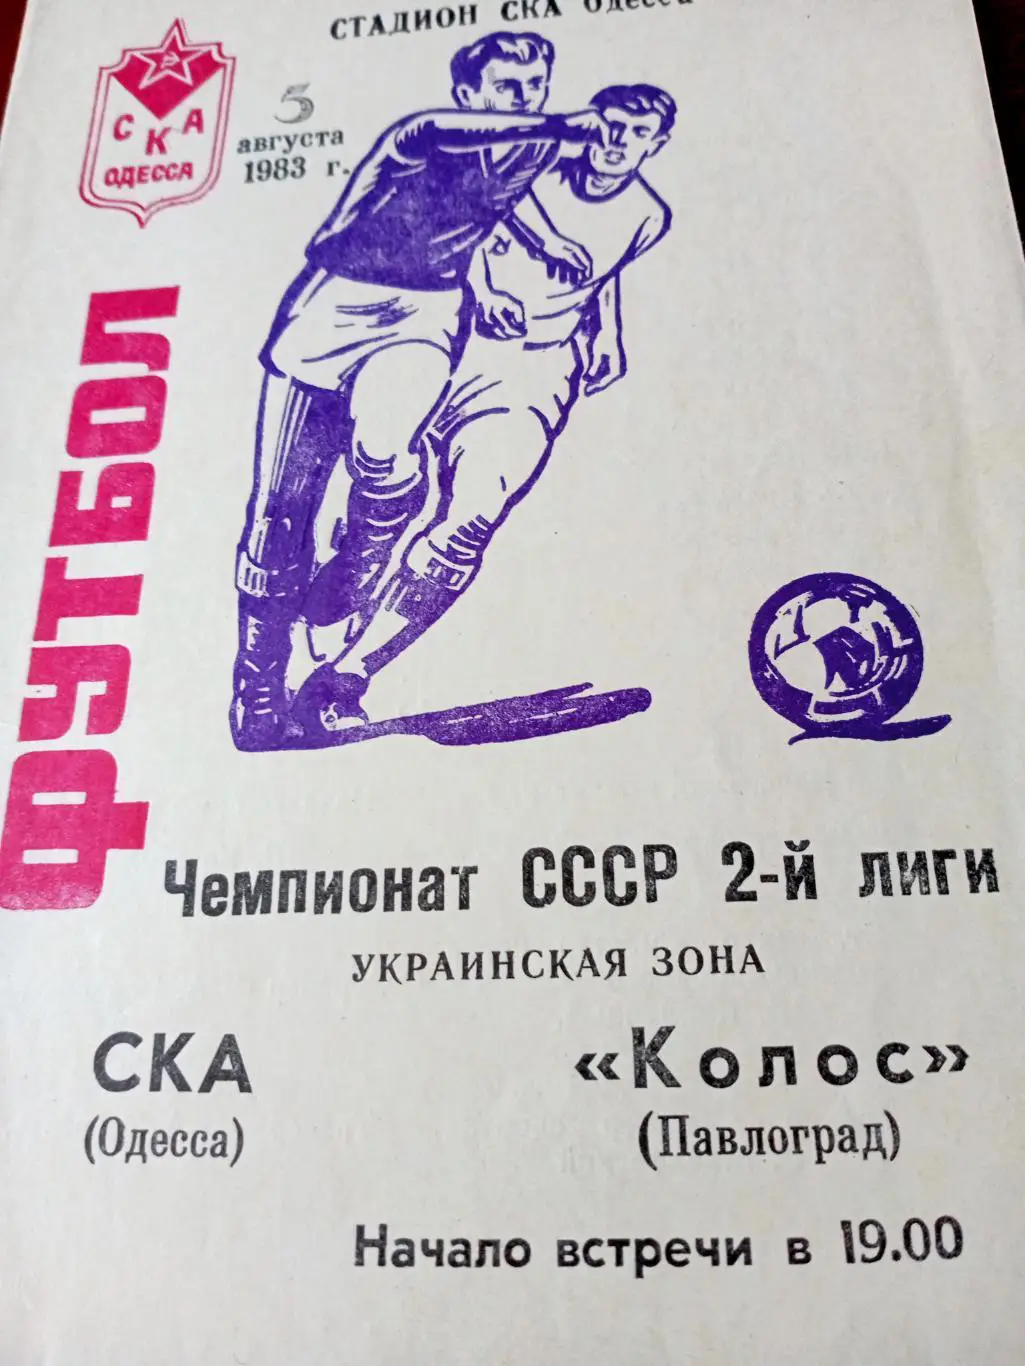 СТАДИОН СКА Одесса
СКА
ОДЕССА
5
августа
1983 г.
ФУТБОЛ
Чемпионат СССР 2-й лиги
УКРАИНСКАЯ ЗОНА
СКА «Колос»
(Одесса) (Павлоград)
Начало встречи в 19.00